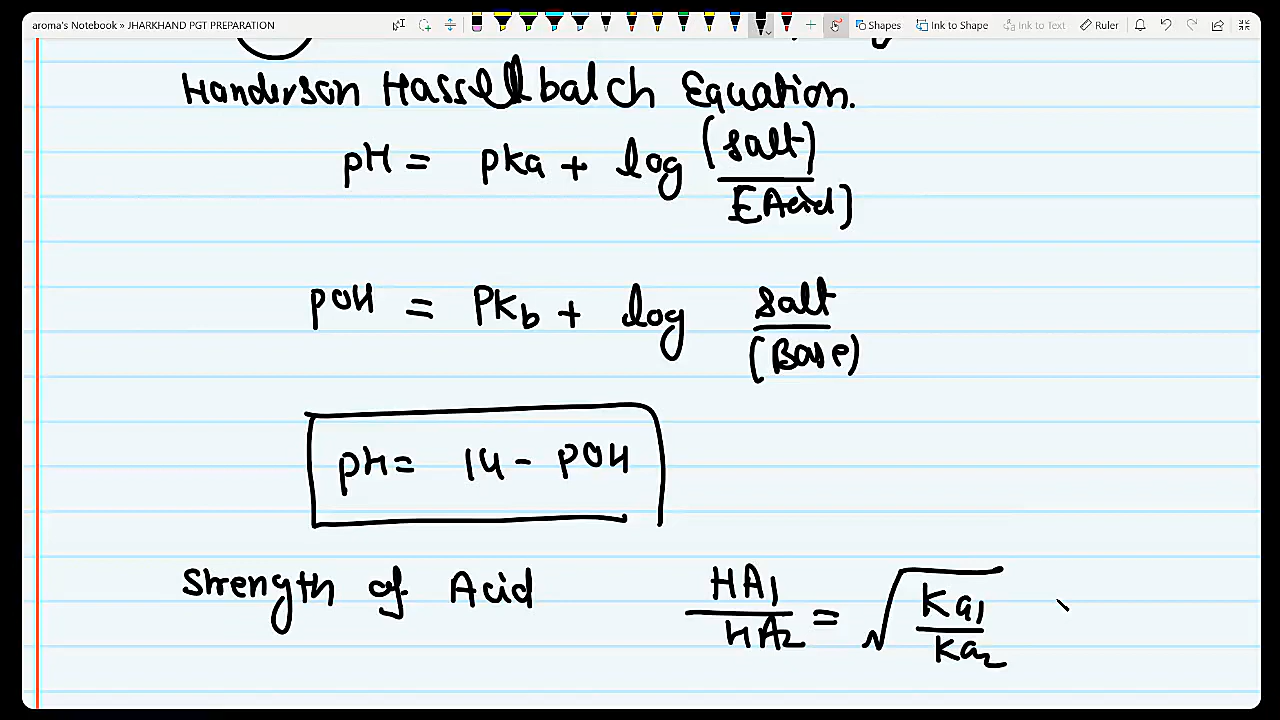 aroma's Notebook » JHARKHAND PGT PREPARATION
Shapes Ink to Shape Ink to Text Ruler
Handerson Hassellbalch Equation.
pH = pka + log (salt) / [Acid]
pOH = PKb + log salt / (Base)
pH = 14 - POH
Strength of Acid HA1 / HA2 = √ Ka1 / Ka2